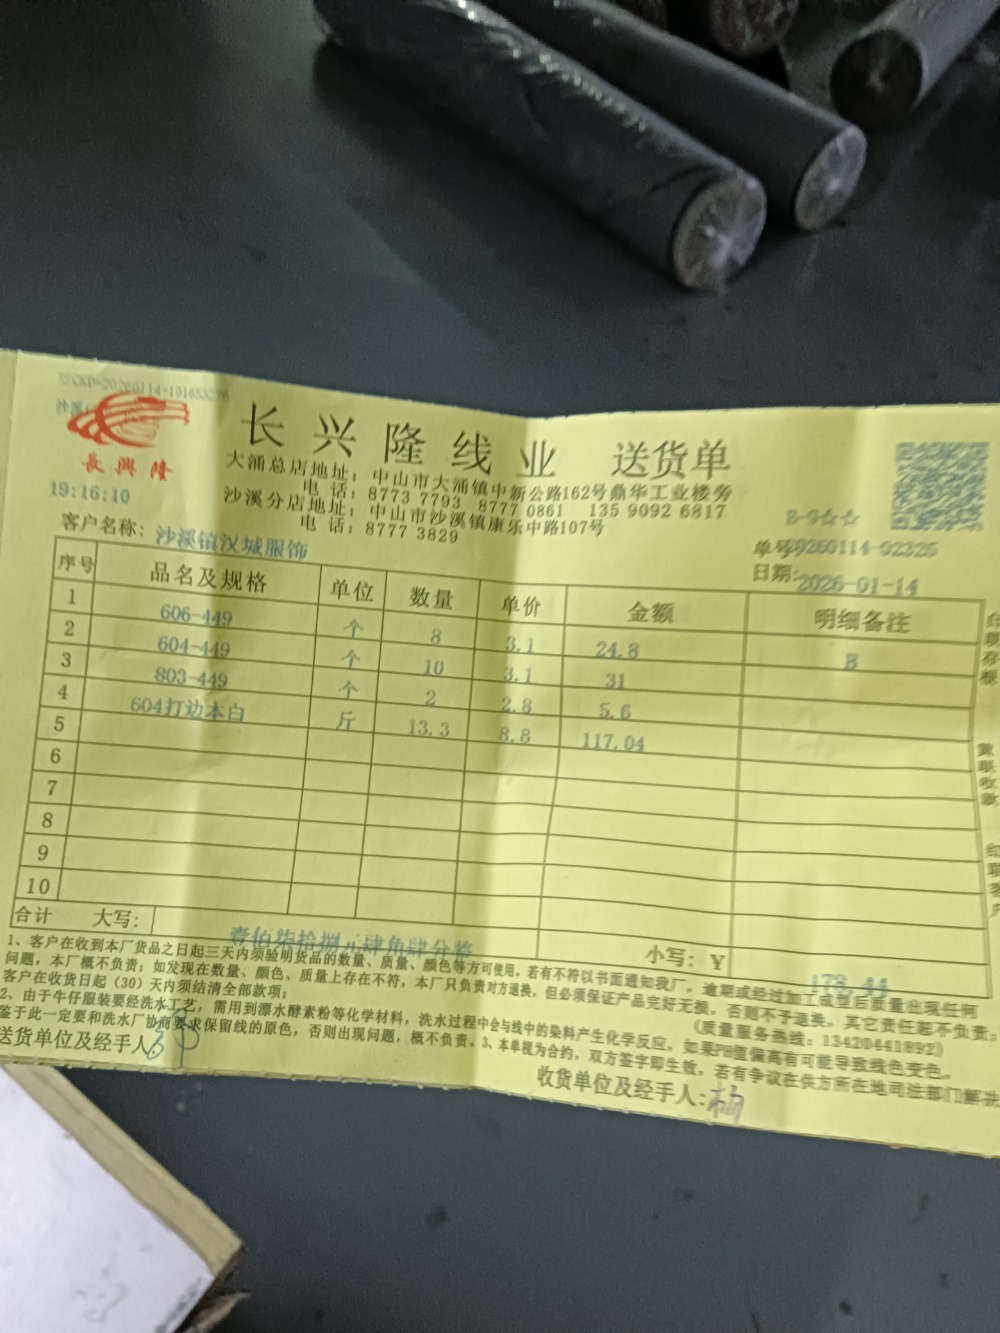 長興隆
19:16:10
长兴隆线业 送货单
大涌总店地址：中山市大涌镇中新公路162号鼎华工业楼旁
电 话：8773 7793 8777 0861 135 9092 6817
沙溪分店地址：中山市沙溪镇康乐中路107号
电 话：8777 3829
B-9☆☆
客户名称：沙溪镇汉城服饰
单号：20260114-02325
日期：2026-01-14
序号 品名及规格 单位 数量 单价 金额 明细备注
1 606-449 个 8 3.1 24.8 B
2 604-449 个 10 3.1 31
3 803-449 个 2 2.8 5.6
4 604打边本白 斤 13.3 8.8 117.04
5
6
7
8
9
10
合计 大写：壹佰柒拾捌元肆角肆分整 小写：Y 178.44
1、客户在收到本厂货品之日起三天内须验明货品的数量、质量、颜色等方可使用。若有不符以书面通知我厂。逾期或经过加工成型后质量出现任何
问题，本厂概不负责；如发现在数量、颜色、质量上存在不符，本厂只负责对方退换，但必须保证产品完好无损。否则不予退换。其它责任概不负责。
客户在收货日起（30）天内须结清全部款项； (质量服务热线：13420441892)
2、由于牛仔服装要经洗水工艺，需用到漂水酵素粉等化学材料，洗水过程中会与线中的染料产生化学反应。如果PH值偏高有可能导致线色变色。
鉴于此一定要和洗水厂协商要求保留线的原色，否则出现问题，概不负责。3、本单视为合约，双方签字即生效，若有争议在供方所在地司法部门解决
送货单位及经手人：
收货单位及经手人：杨